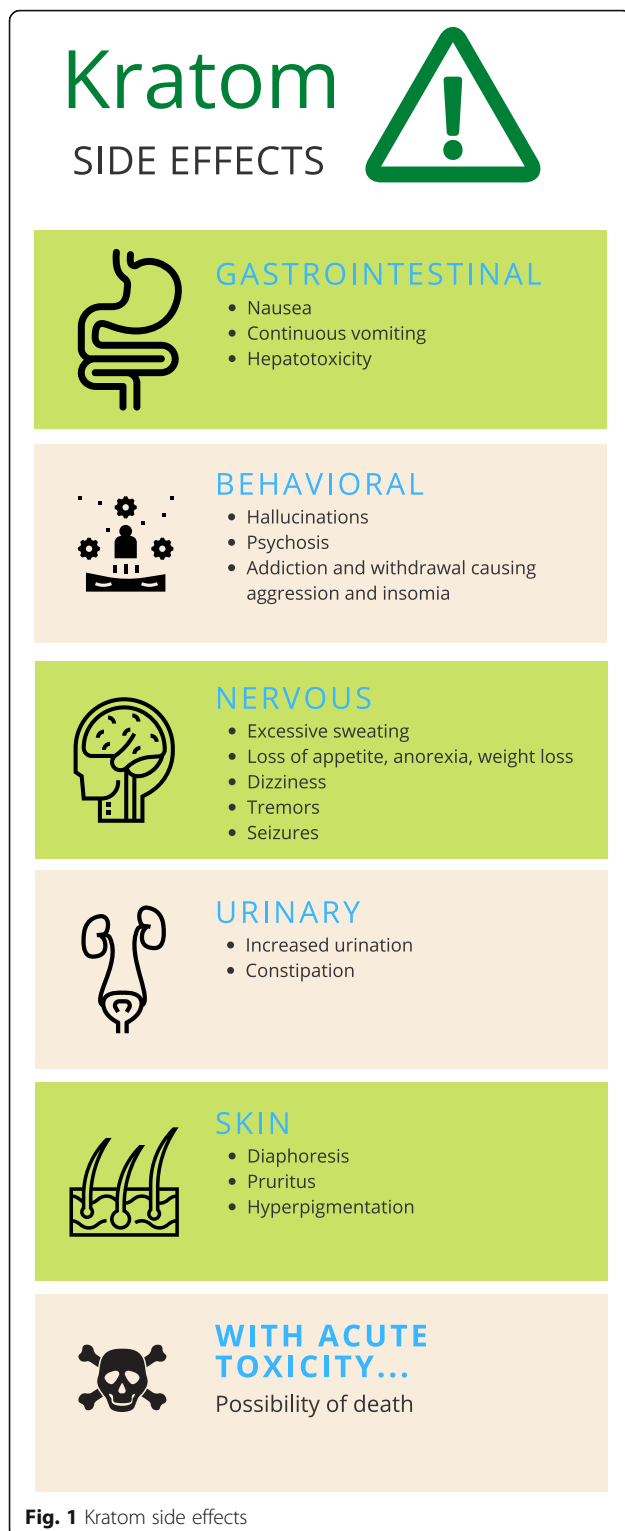 Kratom
SIDE EFFECTS
GASTROINTESTINAL
• Nausea
• Continuous vomiting
• Hepatotoxicity
BEHAVIORAL
• Hallucinations
• Psychosis
• Addiction and withdrawal causing
aggression and insomia
NERVOUS
• Excessive sweating
• Loss of appetite, anorexia, weight loss
• Dizziness
• Tremors
• Seizures
URINARY
• Increased urination
• Constipation
SKIN
• Diaphoresis
• Pruritus
• Hyperpigmentation
WITH ACUTE
TOXICITY...
Possibility of death
Fig. 1 Kratom side effects